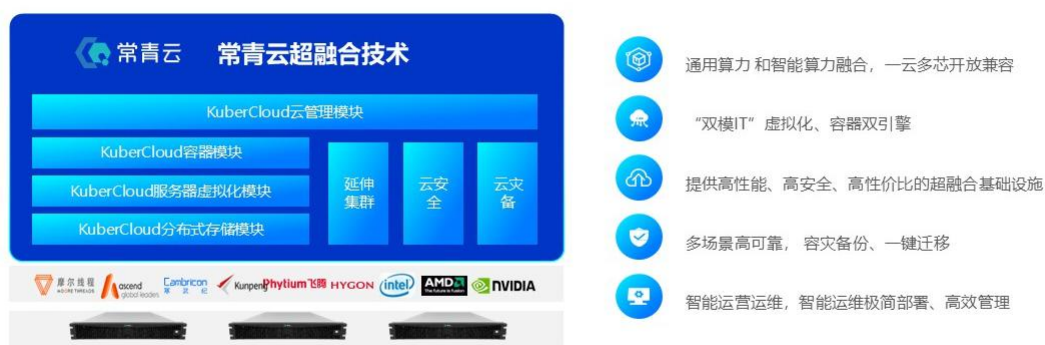 常青云 常青云超融合技术
KuberCloud云管理模块
KuberCloud容器模块
KuberCloud服务器虚拟化模块
KuberCloud分布式存储模块
延伸
集群
云安
全
云灾
备
摩尔线程
MOORE THREADS
ascend
global leaders
Cambricon
寒武纪
Kunpeng
Phytium飞腾
HYGON
intel
AMD
The Future is Fusion
NVIDIA
通用算力 和智能算力融合，一云多芯开放兼容
“双模IT”虚拟化、容器双引擎
提供高性能、高安全、高性价比的超融合基础设施
多场景高可靠， 容灾备份、一键迁移
智能运营运维，智能运维极简部署、高效管理